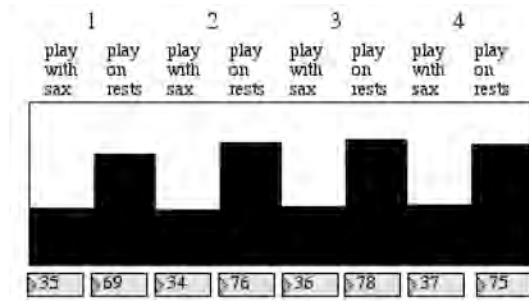 1 2 3 4
play play play play play play play play
with on with on with on with on
sax rests sax rests sax rests sax rests
35 69 34 76 36 78 37 75